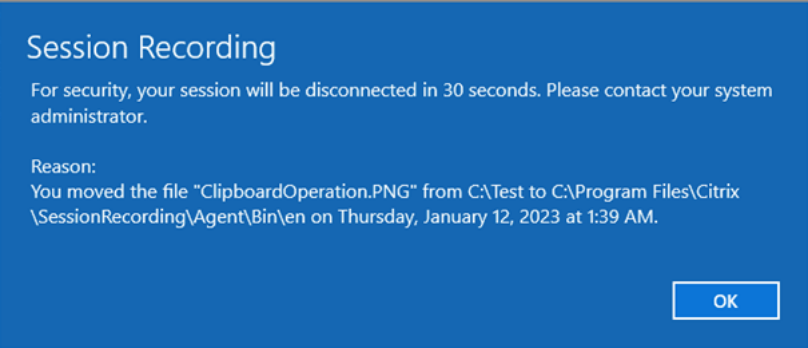 Session Recording
For security, your session will be disconnected in 30 seconds. Please contact your system
administrator.
Reason:
You moved the file "ClipboardOperation.PNG" from C:\Test to C:\Program Files\Citrix
\SessionRecording\Agent\Bin\en on Thursday, January 12, 2023 at 1:39 AM.
OK